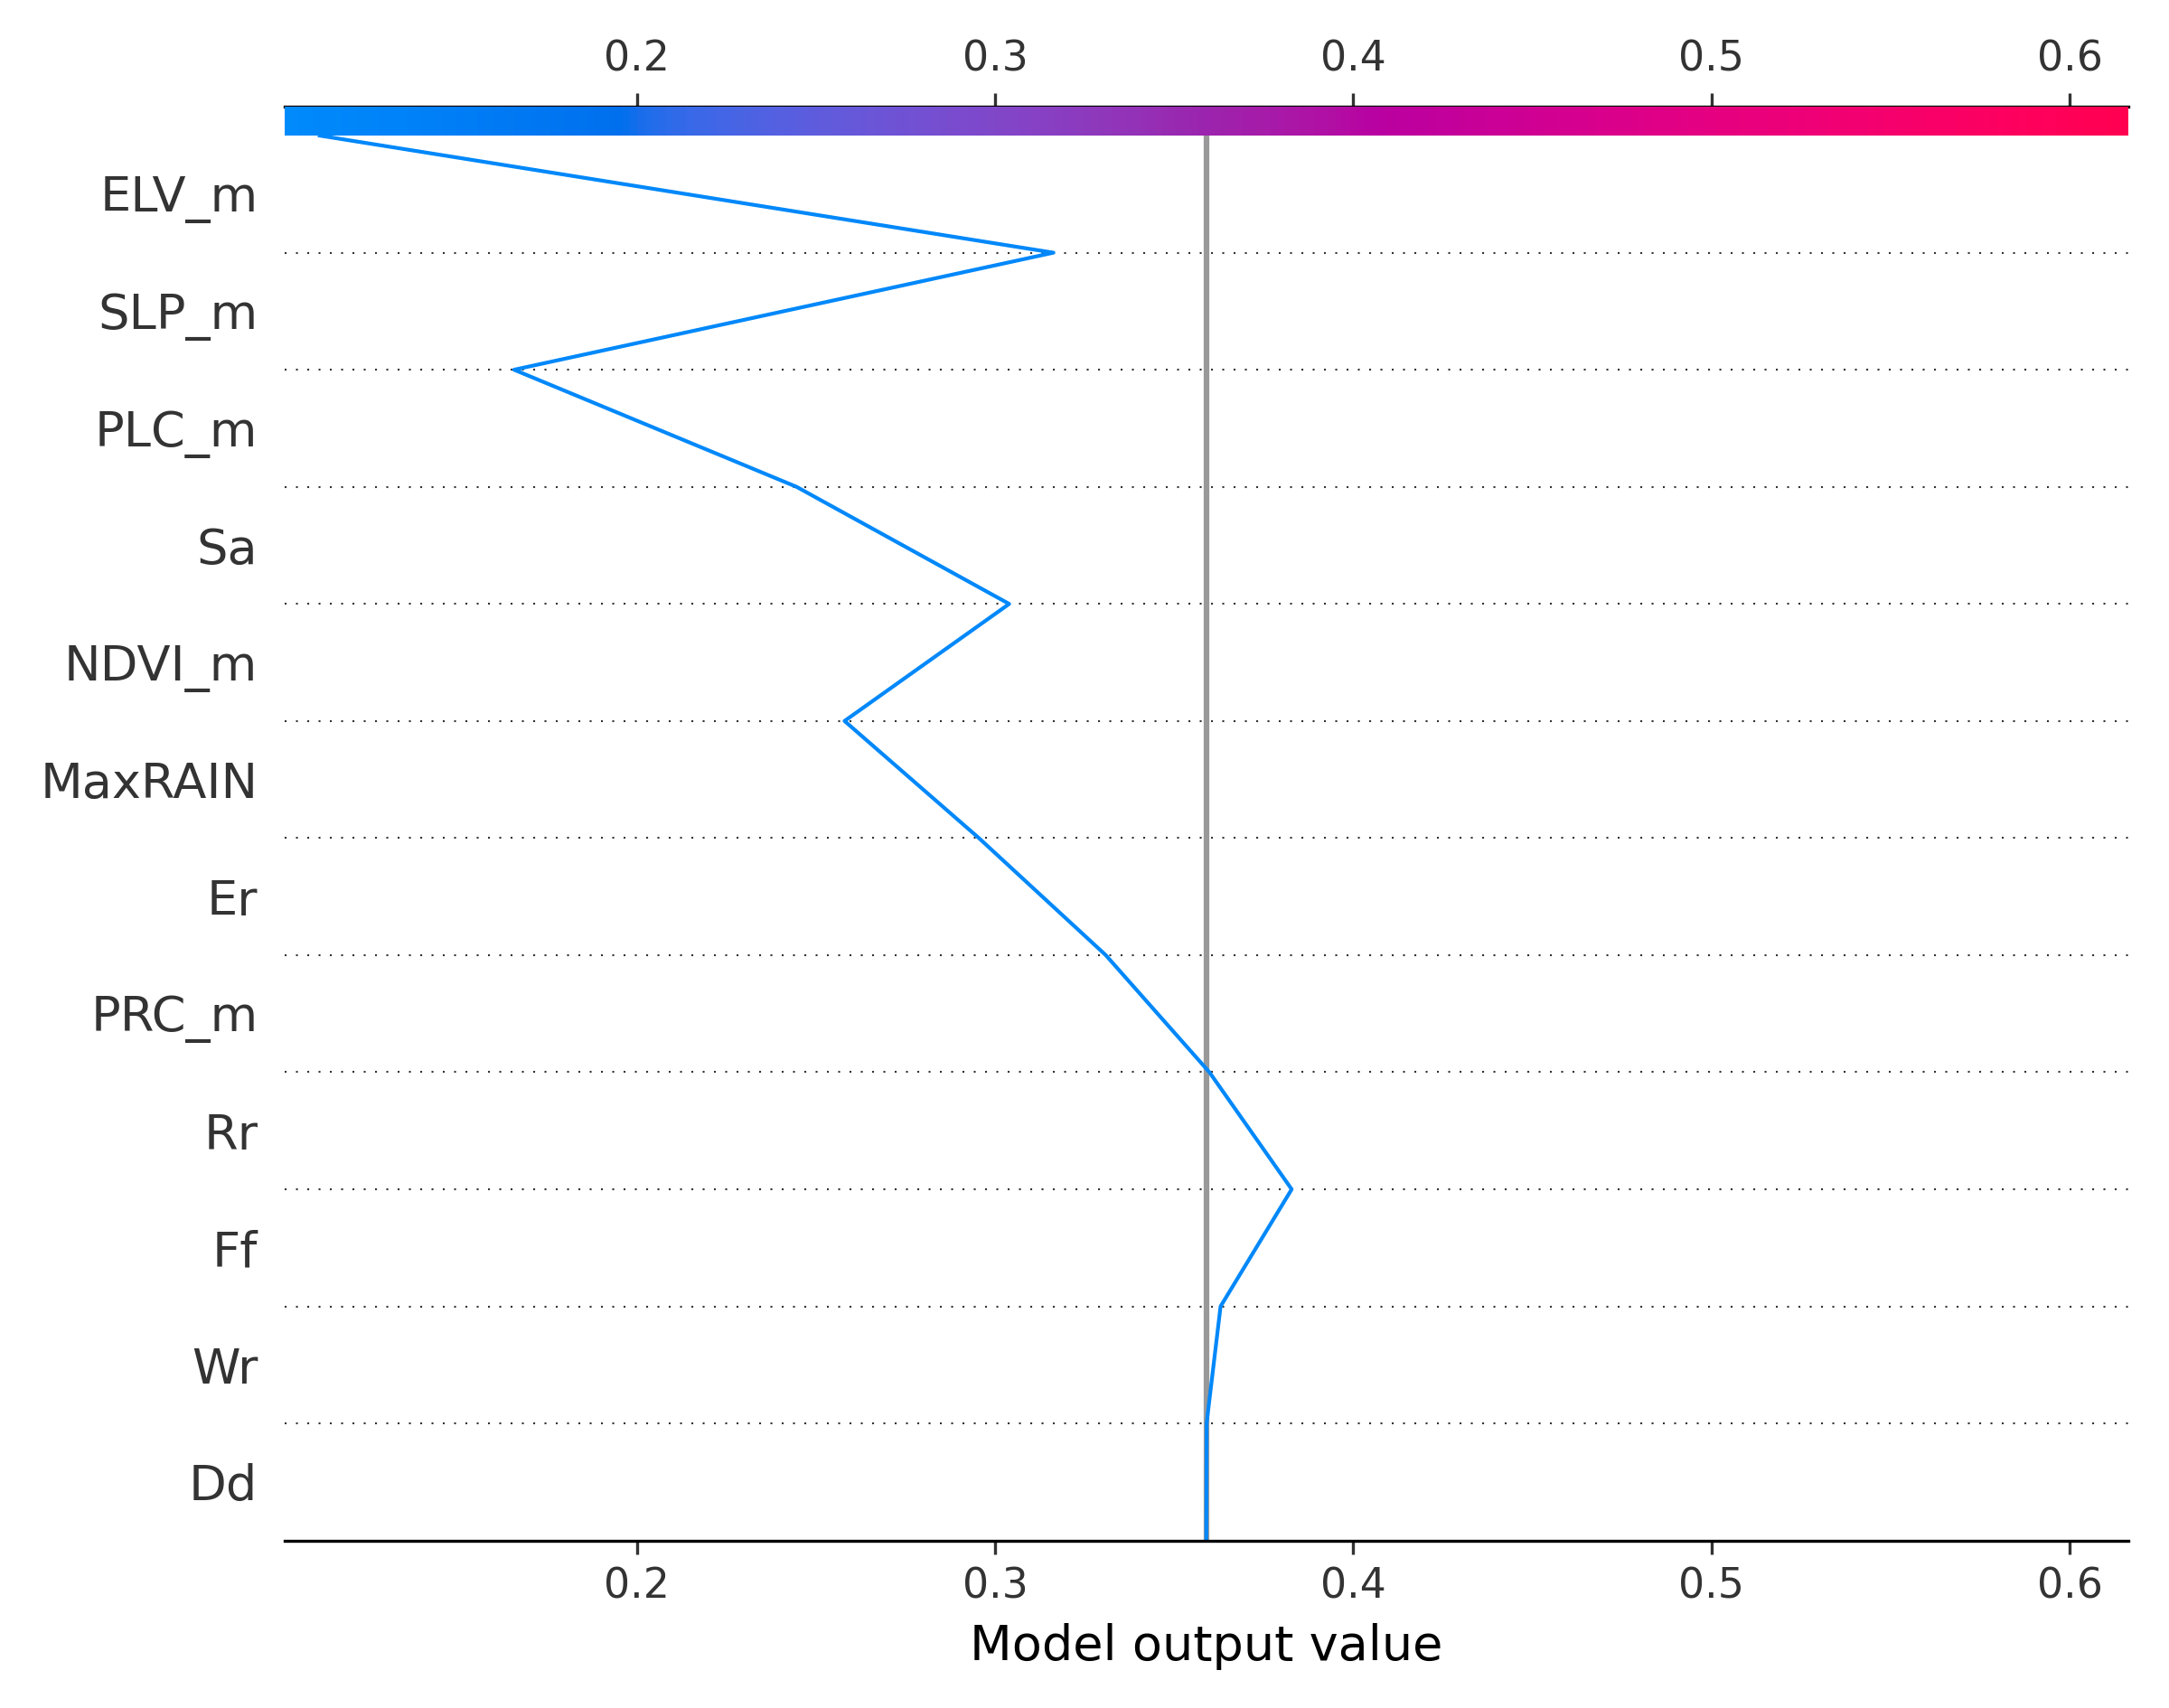 0.2 0.3 0.4 0.5 0.6
ELV_m
SLP_m
PLC_m
Sa
NDVI_m
MaxRAIN
Er
PRC_m
Rr
Ff
Wr
Dd
0.2 0.3 0.4 0.5 0.6
Model output value